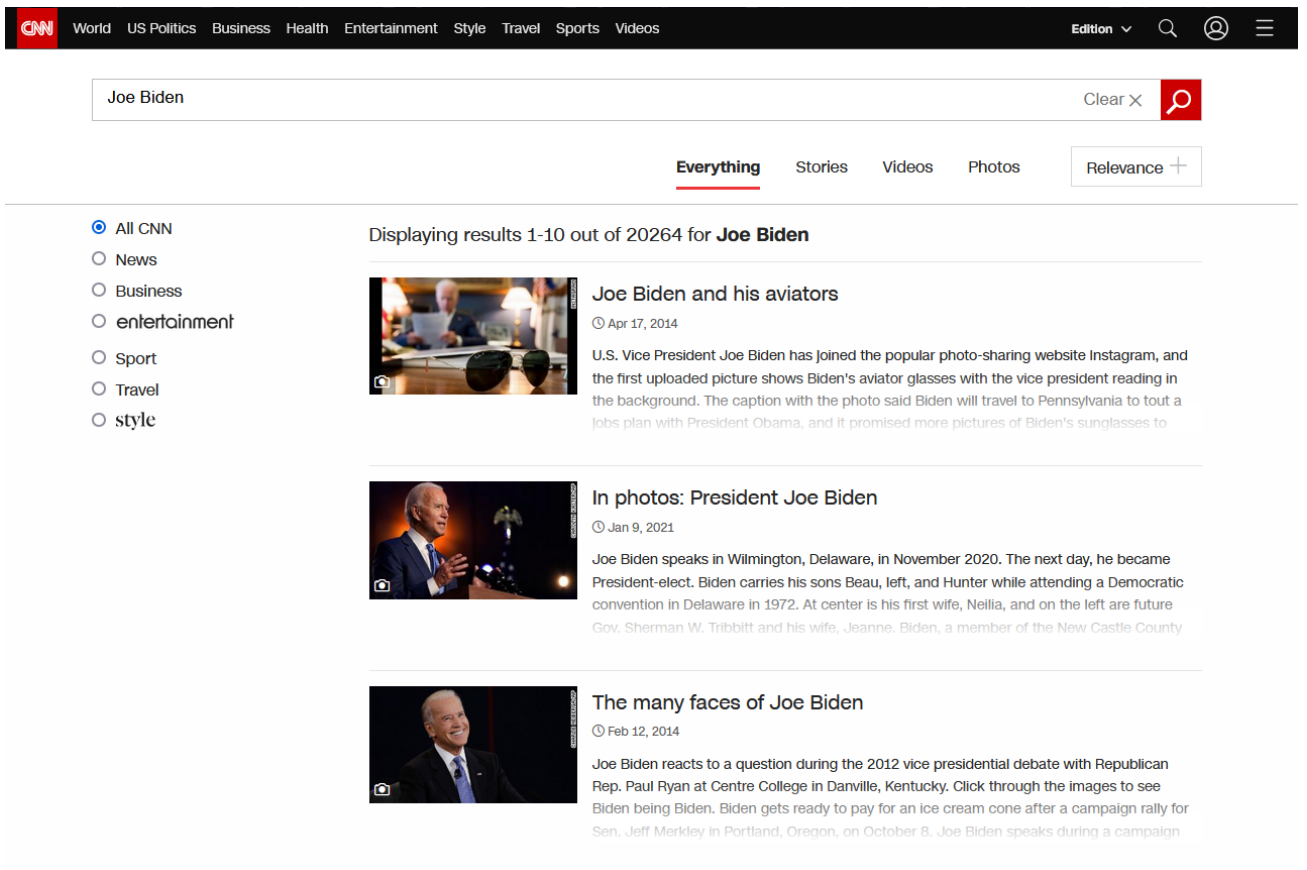 CNN World US Politics Business Health Entertainment Style Travel Sports Videos Edition
Joe Biden Clear
Everything Stories Videos Photos Relevance
All CNN
News
Business
entertainment
Sport
Travel
style
Displaying results 1-10 out of 20264 for Joe Biden
Joe Biden and his aviators
Apr 17, 2014
U.S. Vice President Joe Biden has joined the popular photo-sharing website Instagram, and
the first uploaded picture shows Biden's aviator glasses with the vice president reading in
the background. The caption with the photo said Biden will travel to Pennsylvania to tout a
jobs plan with President Obama, and it promised more pictures of Biden's sunglasses to
In photos: President Joe Biden
Jan 9, 2021
Joe Biden speaks in Wilmington, Delaware, in November 2020. The next day, he became
President-elect. Biden carries his sons Beau, left, and Hunter while attending a Democratic
convention in Delaware in 1972. At center is his first wife, Neilia, and on the left are future
Gov. Sherman W. Tribbitt and his wife, Jeanne. Biden, a member of the New Castle County
The many faces of Joe Biden
Feb 12, 2014
Joe Biden reacts to a question during the 2012 vice presidential debate with Republican
Rep. Paul Ryan at Centre College in Danville, Kentucky. Click through the images to see
Biden being Biden. Biden gets ready to pay for an ice cream cone after a campaign rally for
Sen. Jeff Merkley in Portland, Oregon, on October 8. Joe Biden speaks during a campaign